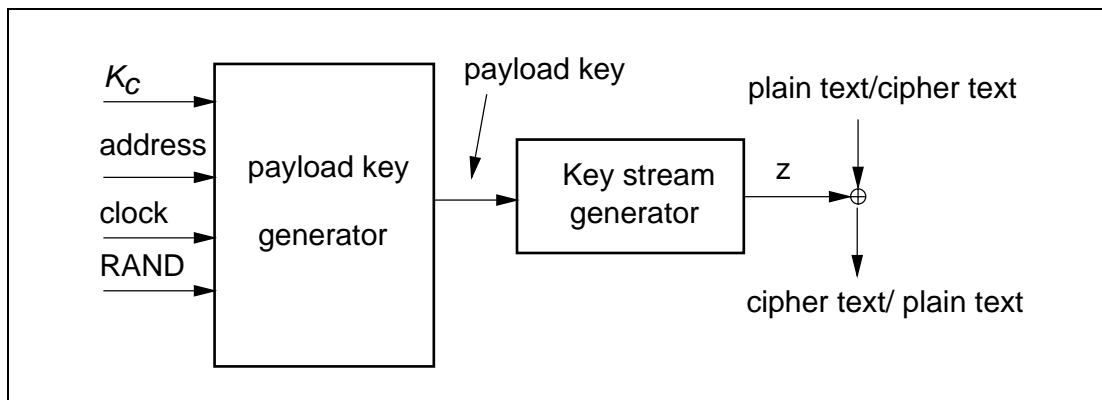 K_C
address
clock
RAND
payload key
generator
payload key
Key stream
generator
z
plain text/cipher text
cipher text/ plain text